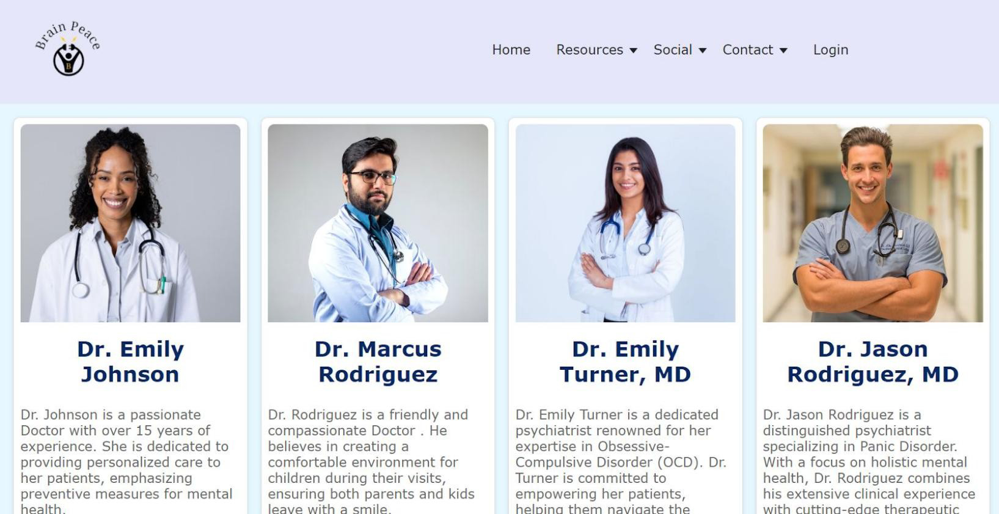 Brain Peace
B
Home Resources Social Contact Login
Dr. Emily
Johnson
Dr. Johnson is a passionate
Doctor with over 15 years of
experience. She is dedicated to
providing personalized care to
her patients, emphasizing
preventive measures for mental
health.
Dr. Marcus
Rodriguez
Dr. Rodriguez is a friendly and
compassionate Doctor . He
believes in creating a
comfortable environment for
children during their visits,
ensuring both parents and kids
leave with a smile.
Dr. Emily
Turner, MD
Dr. Emily Turner is a dedicated
psychiatrist renowned for her
expertise in Obsessive-
Compulsive Disorder (OCD). Dr.
Turner is committed to
empowering her patients,
helping them navigate the
Dr. Jason
Rodriguez, MD
Dr. Jason Rodriguez is a
distinguished psychiatrist
specializing in Panic Disorder.
With a focus on holistic mental
health, Dr. Rodriguez combines
his extensive clinical experience
with cutting-edge therapeutic